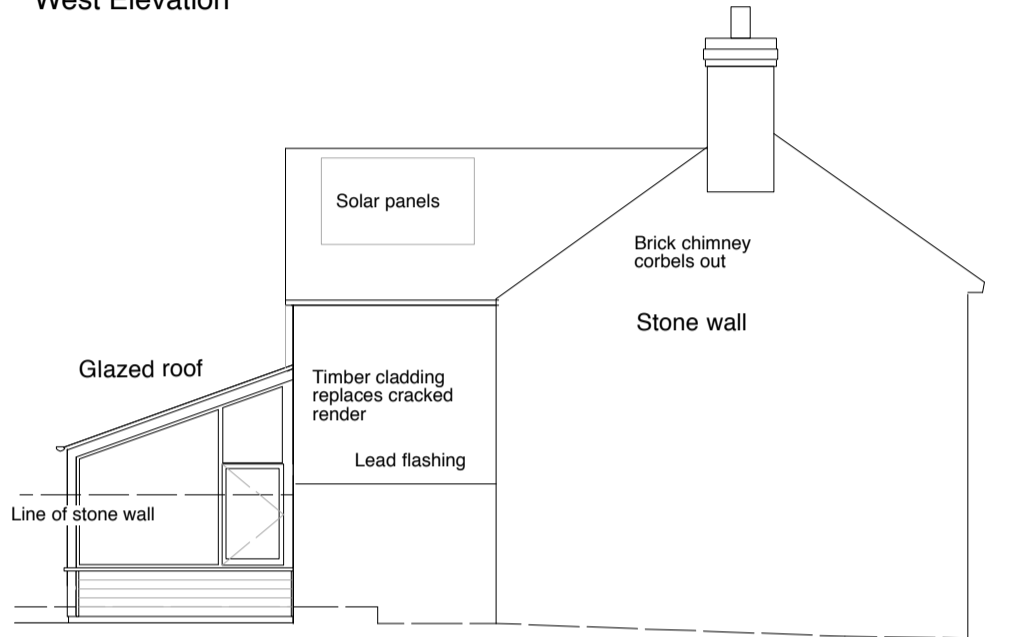 West Elevation
Solar panels
Brick chimney
corbels out
Stone wall
Glazed roof
Timber cladding
replaces cracked
render
Lead flashing
Line of stone wall